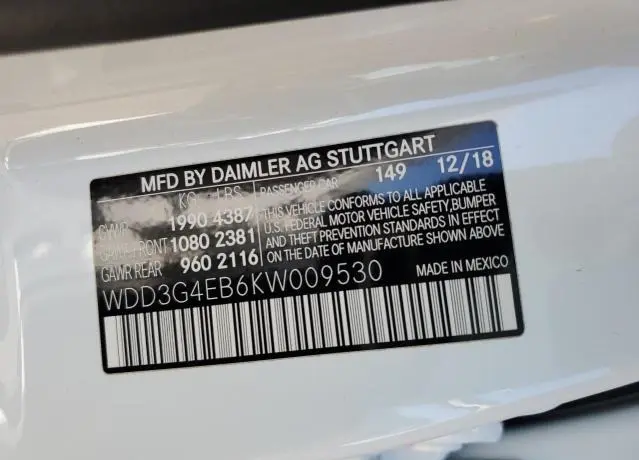 MFD BY DAIMLER AG STUTTGART
KG LBS PASSENGER CAR 149 12/18
GVWR 1990 4387 THIS VEHICLE CONFORMS TO ALL APPLICABLE
GAWR FRONT 1080 2381 U.S. FEDERAL MOTOR VEHICLE SAFETY,BUMPER
GAWR REAR 960 2116 AND THEFT PREVENTION STANDARDS IN EFFECT
ON THE DATE OF MANUFACTURE SHOWN ABOVE
WDD3G4EB6KW009530 MADE IN MEXICO